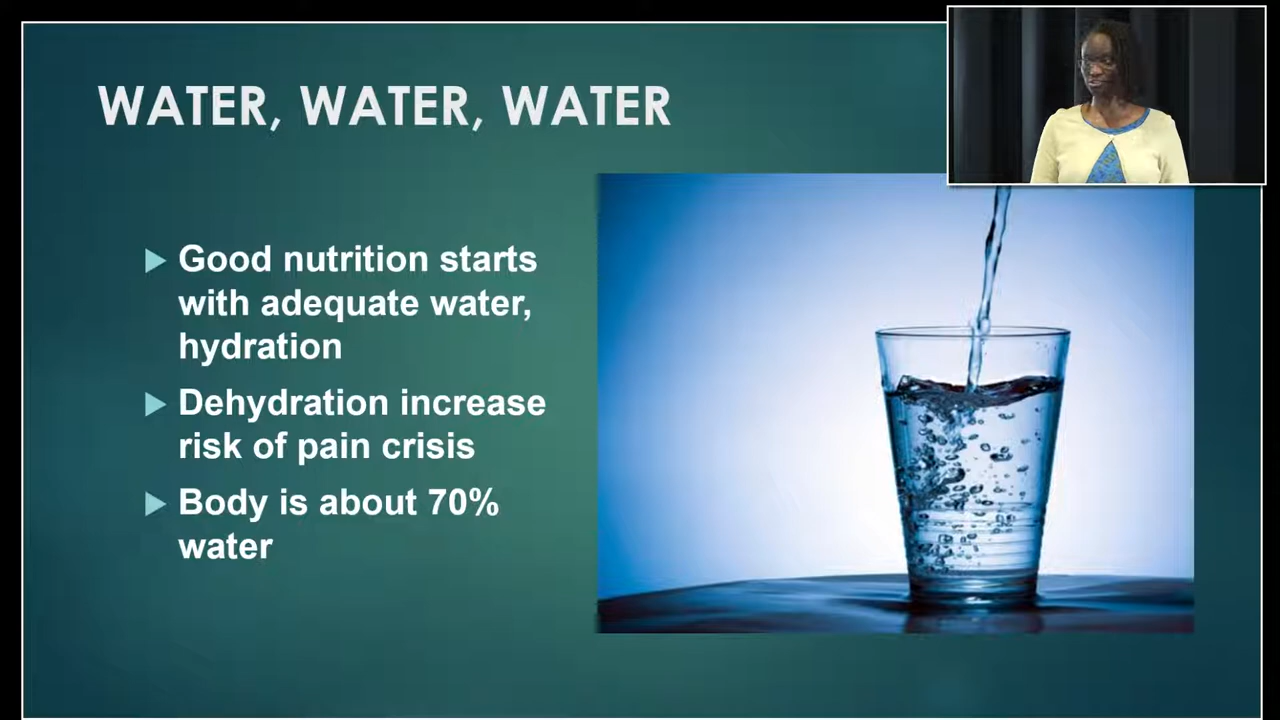 WATER, WATER, WATER
Good nutrition starts
with adequate water,
hydration
Dehydration increase
risk of pain crisis
Body is about 70%
water